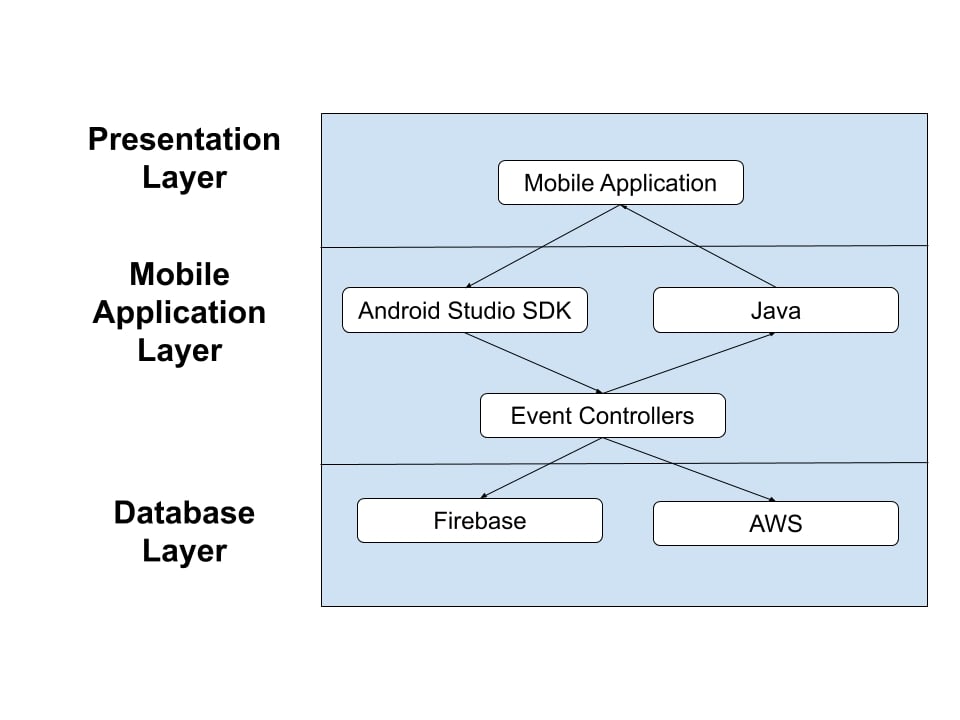 Presentation
Layer
Mobile Application
Mobile
Application
Layer
Android Studio SDK
Java
Event Controllers
Database
Layer
Firebase
AWS